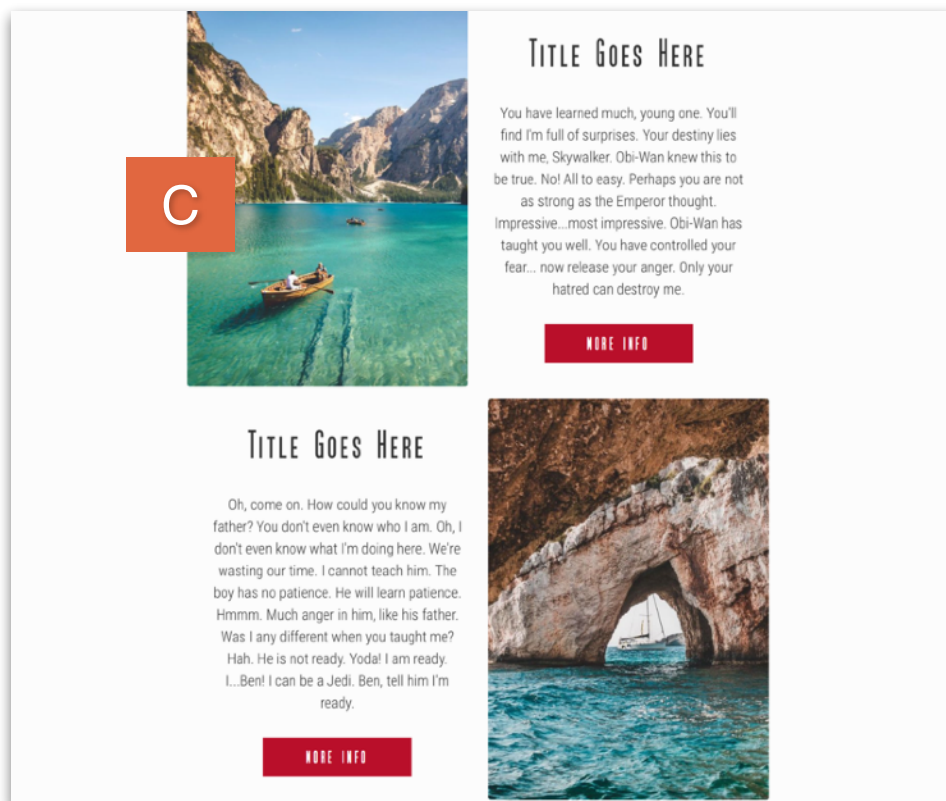 C
Title Goes Here
You have learned much, young one. You'll
find I'm full of surprises. Your destiny lies
with me, Skywalker. Obi-Wan knew this to
be true. No! All to easy. Perhaps you are not
as strong as the Emperor thought.
Impressive...most impressive. Obi-Wan has
taught you well. You have controlled your
fear... now release your anger. Only your
hatred can destroy me.
MORE INFO
Title Goes Here
Oh, come on. How could you know my
father? You don't even know who I am. Oh, I
don't even know what I'm doing here. We're
wasting our time. I cannot teach him. The
boy has no patience. He will learn patience.
Hmmm. Much anger in him, like his father.
Was I any different when you taught me?
Hah. He is not ready. Yoda! I am ready.
I...Ben! I can be a Jedi. Ben, tell him I'm
ready.
MORE INFO